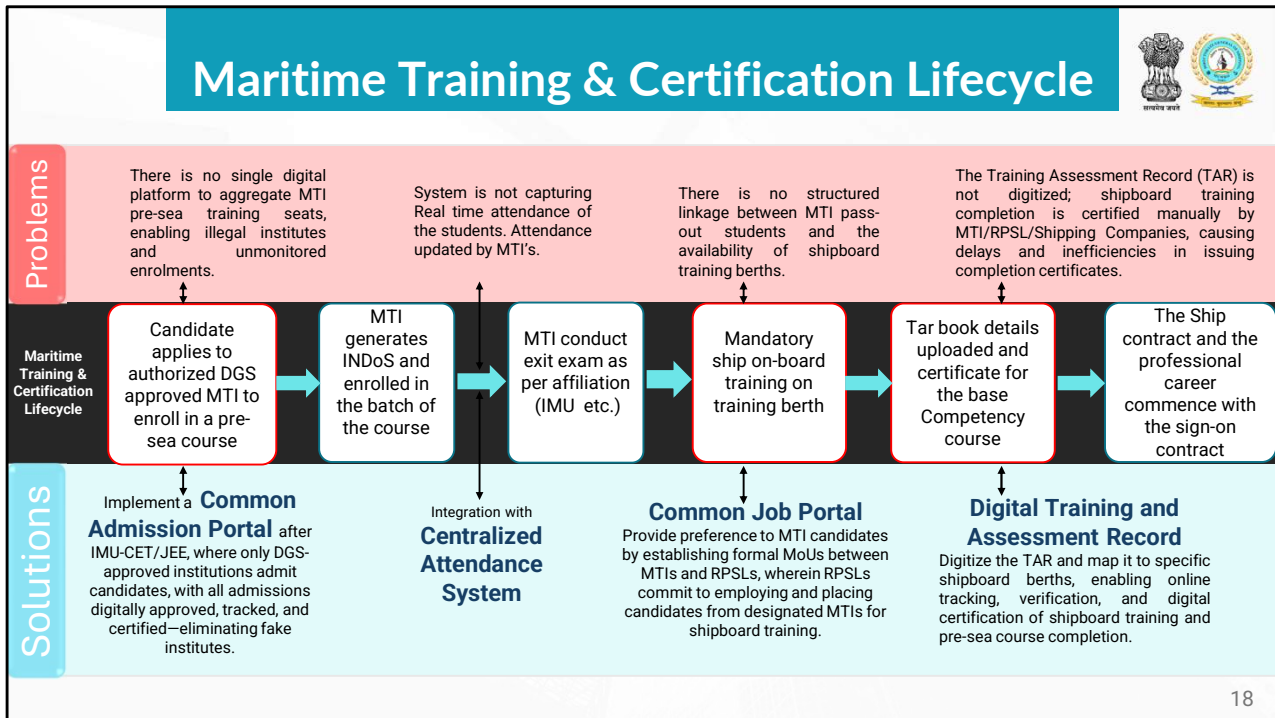 Maritime Training & Certification Lifecycle
सत्यमेव जयते
Problems
There is no single digital
platform to aggregate MTI
pre-sea training seats,
enabling illegal institutes
and unmonitored
enrolments.
System is not capturing
Real time attendance of
the students. Attendance
updated by MTI's.
There is no structured
linkage between MTI pass-
out students and the
availability of shipboard
training berths.
The Training Assessment Record (TAR) is
not digitized; shipboard training
completion is certified manually by
MTI/RPSL/Shipping Companies, causing
delays and inefficiencies in issuing
completion certificates.
Maritime
Training &
Certification
Lifecycle
Candidate
applies to
authorized DGS
approved MTI to
enroll in a pre-
sea course
MTI
generates
INDoS and
enrolled in
the batch of
the course
MTI conduct
exit exam as
per affiliation
(IMU etc.)
Mandatory
ship on-board
training on
training berth
Tar book details
uploaded and
certificate for
the base
Competency
course
The Ship
contract and the
professional
career
commence with
the sign-on
contract
Solutions
Implement a Common
Admission Portal after
IMU-CET/JEE, where only DGS-
approved institutions admit
candidates, with all admissions
digitally approved, tracked, and
certified—eliminating fake
institutes.
Integration with
Centralized
Attendance
System
Common Job Portal
Provide preference to MTI candidates
by establishing formal MoUs between
MTIs and RPSLs, wherein RPSLs
commit to employing and placing
candidates from designated MTIs for
shipboard training.
Digital Training and
Assessment Record
Digitize the TAR and map it to specific
shipboard berths, enabling online
tracking, verification, and digital
certification of shipboard training and
pre-sea course completion.
18